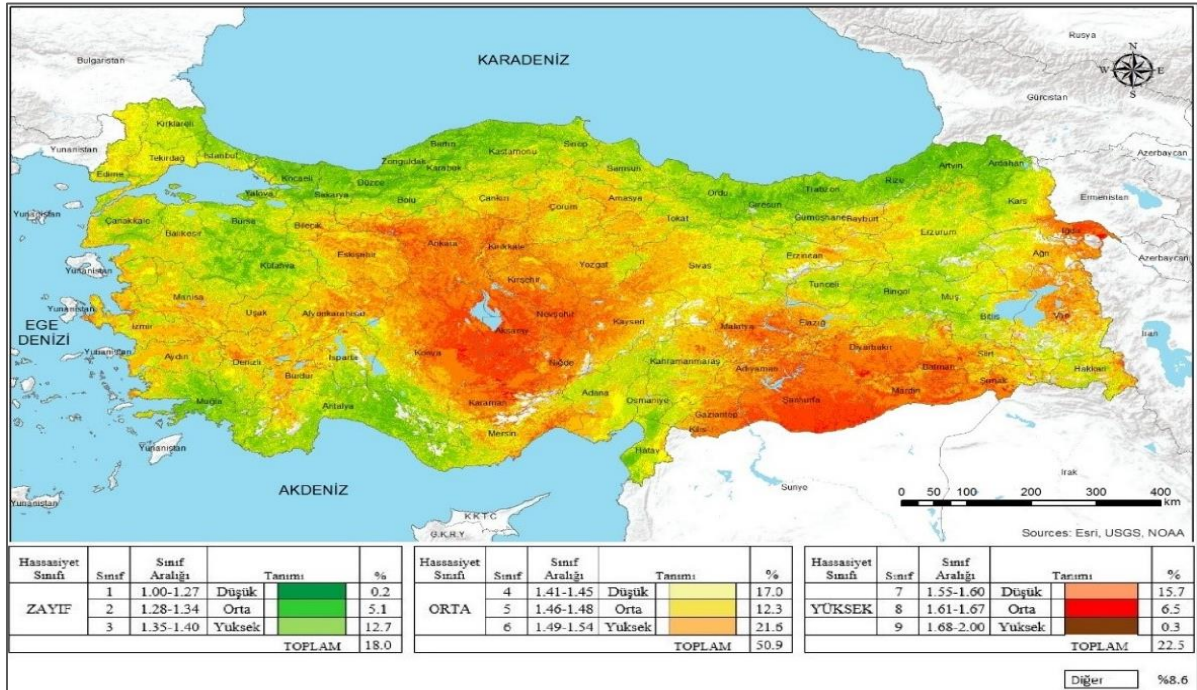 Rusya
Bulgaristan
KARADENİZ
N
W E
S
Gürcistan
Kırklareli
Yunanistan
Tekirdağ
İstanbul
Edirne
Bartın
Sinop
Kastamonu
Zonguldak
Karabük
Samsun
Artvin
Ardahan
Azerbaycan
Kocaeli
Düzce
Yalova
Sakarya
Bolu
Çankırı
Çorum
Amasya
Ordu
Giresun
Trabzon
Rize
Kars
Ermenistan
Yunanistan
Çanakkale
Balıkesir
Bursa
Bilecik
Tokat
Gümüşhane
Bayburt
Erzurum
Iğdır
Ağrı
Azerbaycan
Eskişehir
Ankara
Kırıkkale
Yozgat
Sivas
Erzincan
Yunanistan
Kütahya
Kırşehir
Tunceli
Bingöl
Muş
Manisa
Uşak
Afyonkarahisar
Aksaray
Nevşehir
Kayseri
Malatya
Elazığ
Bitlis
Van
Yunanistan
EGE
DENİZİ
İzmir
İran
Yunanistan
Aydın
Denizli
Isparta
Konya
Niğde
Kahramanmaraş
Adıyaman
Diyarbakır
Batman
Siirt
Hakkari
Burdur
Muğla
Antalya
Karaman
Adana
Osmaniye
Gaziantep
Şanlıurfa
Mardin
Şırnak
Mersin
Kilis
Hatay
Yunanistan
Yunanistan
AKDENİZ
Suriye
Irak
K.K.T.C
G.K.R.Y
0 50 100 200 300 400
km
Sources: Esri, USGS, NOAA
Hassasiyet Sınıfı Sınıf Sınıf Aralığı Tanımı %
ZAYIF
1 1.00-1.27 Düşük 0.2
2 1.28-1.34 Orta 5.1
3 1.35-1.40 Yüksek 12.7
TOPLAM 18.0
Hassasiyet Sınıfı Sınıf Sınıf Aralığı Tanımı %
ORTA
4 1.41-1.45 Düşük 17.0
5 1.46-1.48 Orta 12.3
6 1.49-1.54 Yüksek 21.6
TOPLAM 50.9
Hassasiyet Sınıfı Sınıf Sınıf Aralığı Tanımı %
YÜKSEK
7 1.55-1.60 Düşük 15.7
8 1.61-1.67 Orta 6.5
9 1.68-2.00 Yüksek 0.3
TOPLAM 22.5
Diğer %8.6